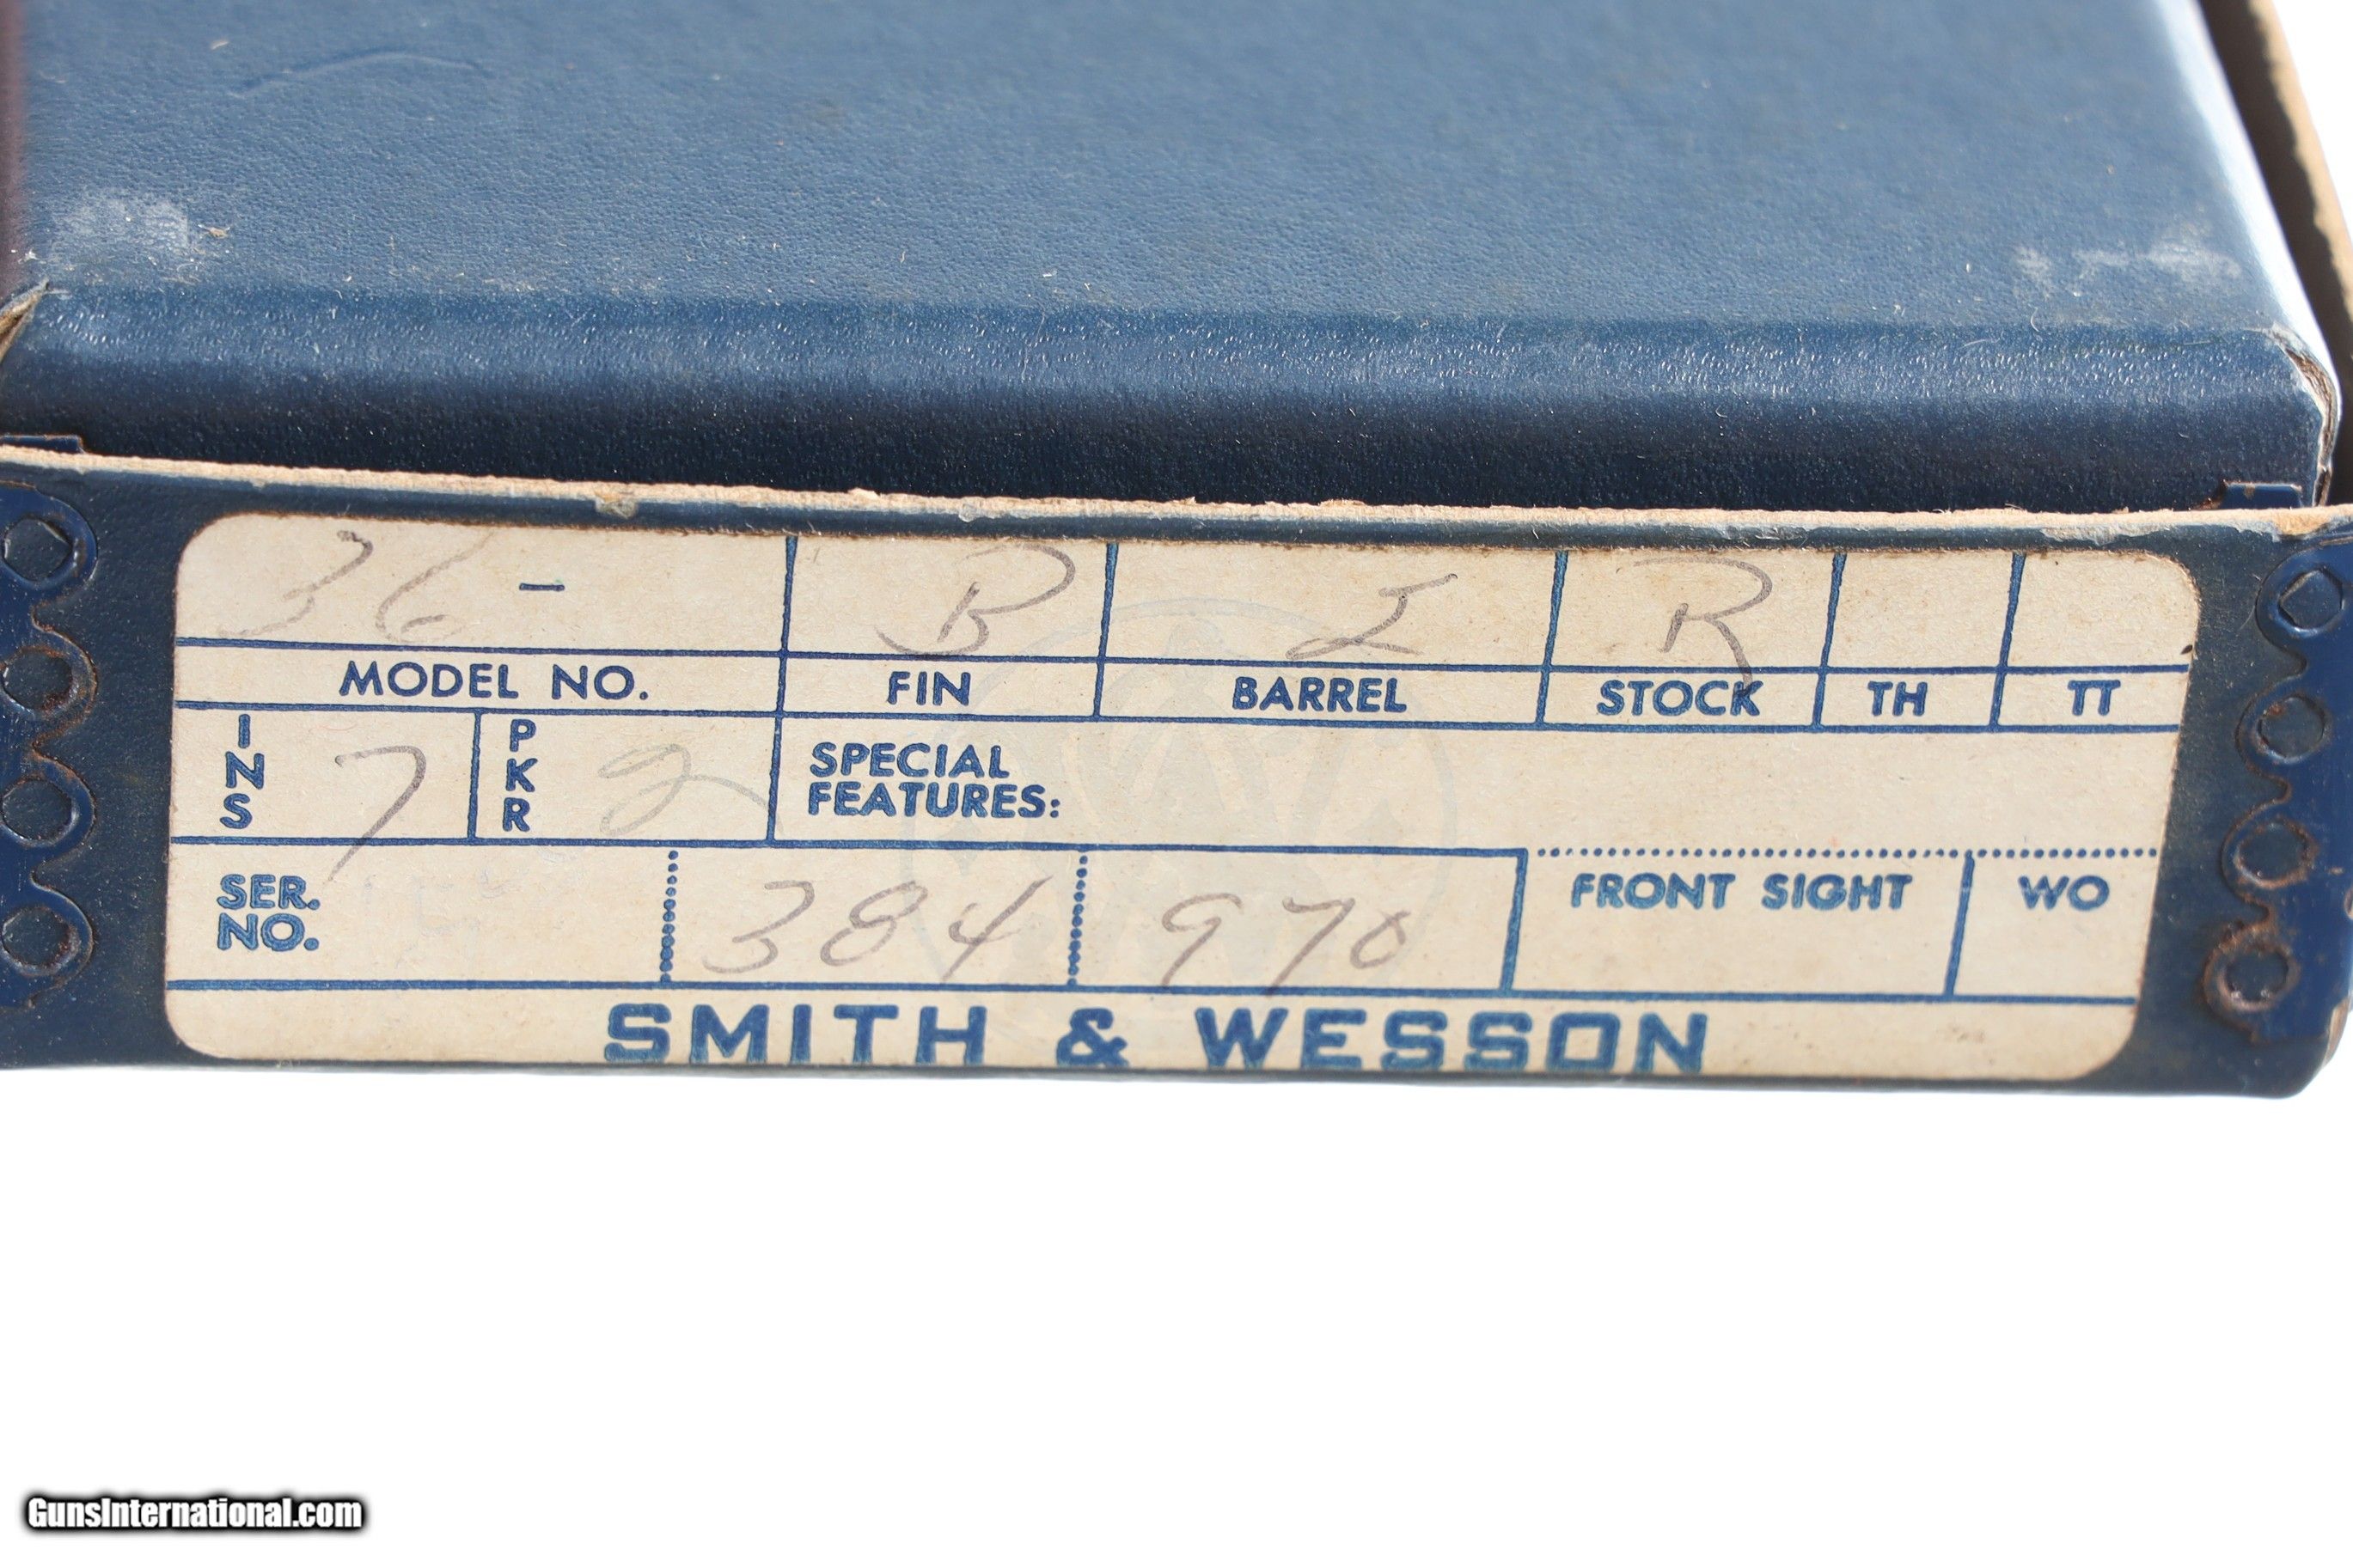 36 - B 2 R
MODEL NO. FIN BARREL STOCK TH TT
INS 7 PKR 2 SPECIAL
FEATURES:
SER.
NO. 384 970 FRONT SIGHT WO
SMITH & WESSON
GunsInternational.com